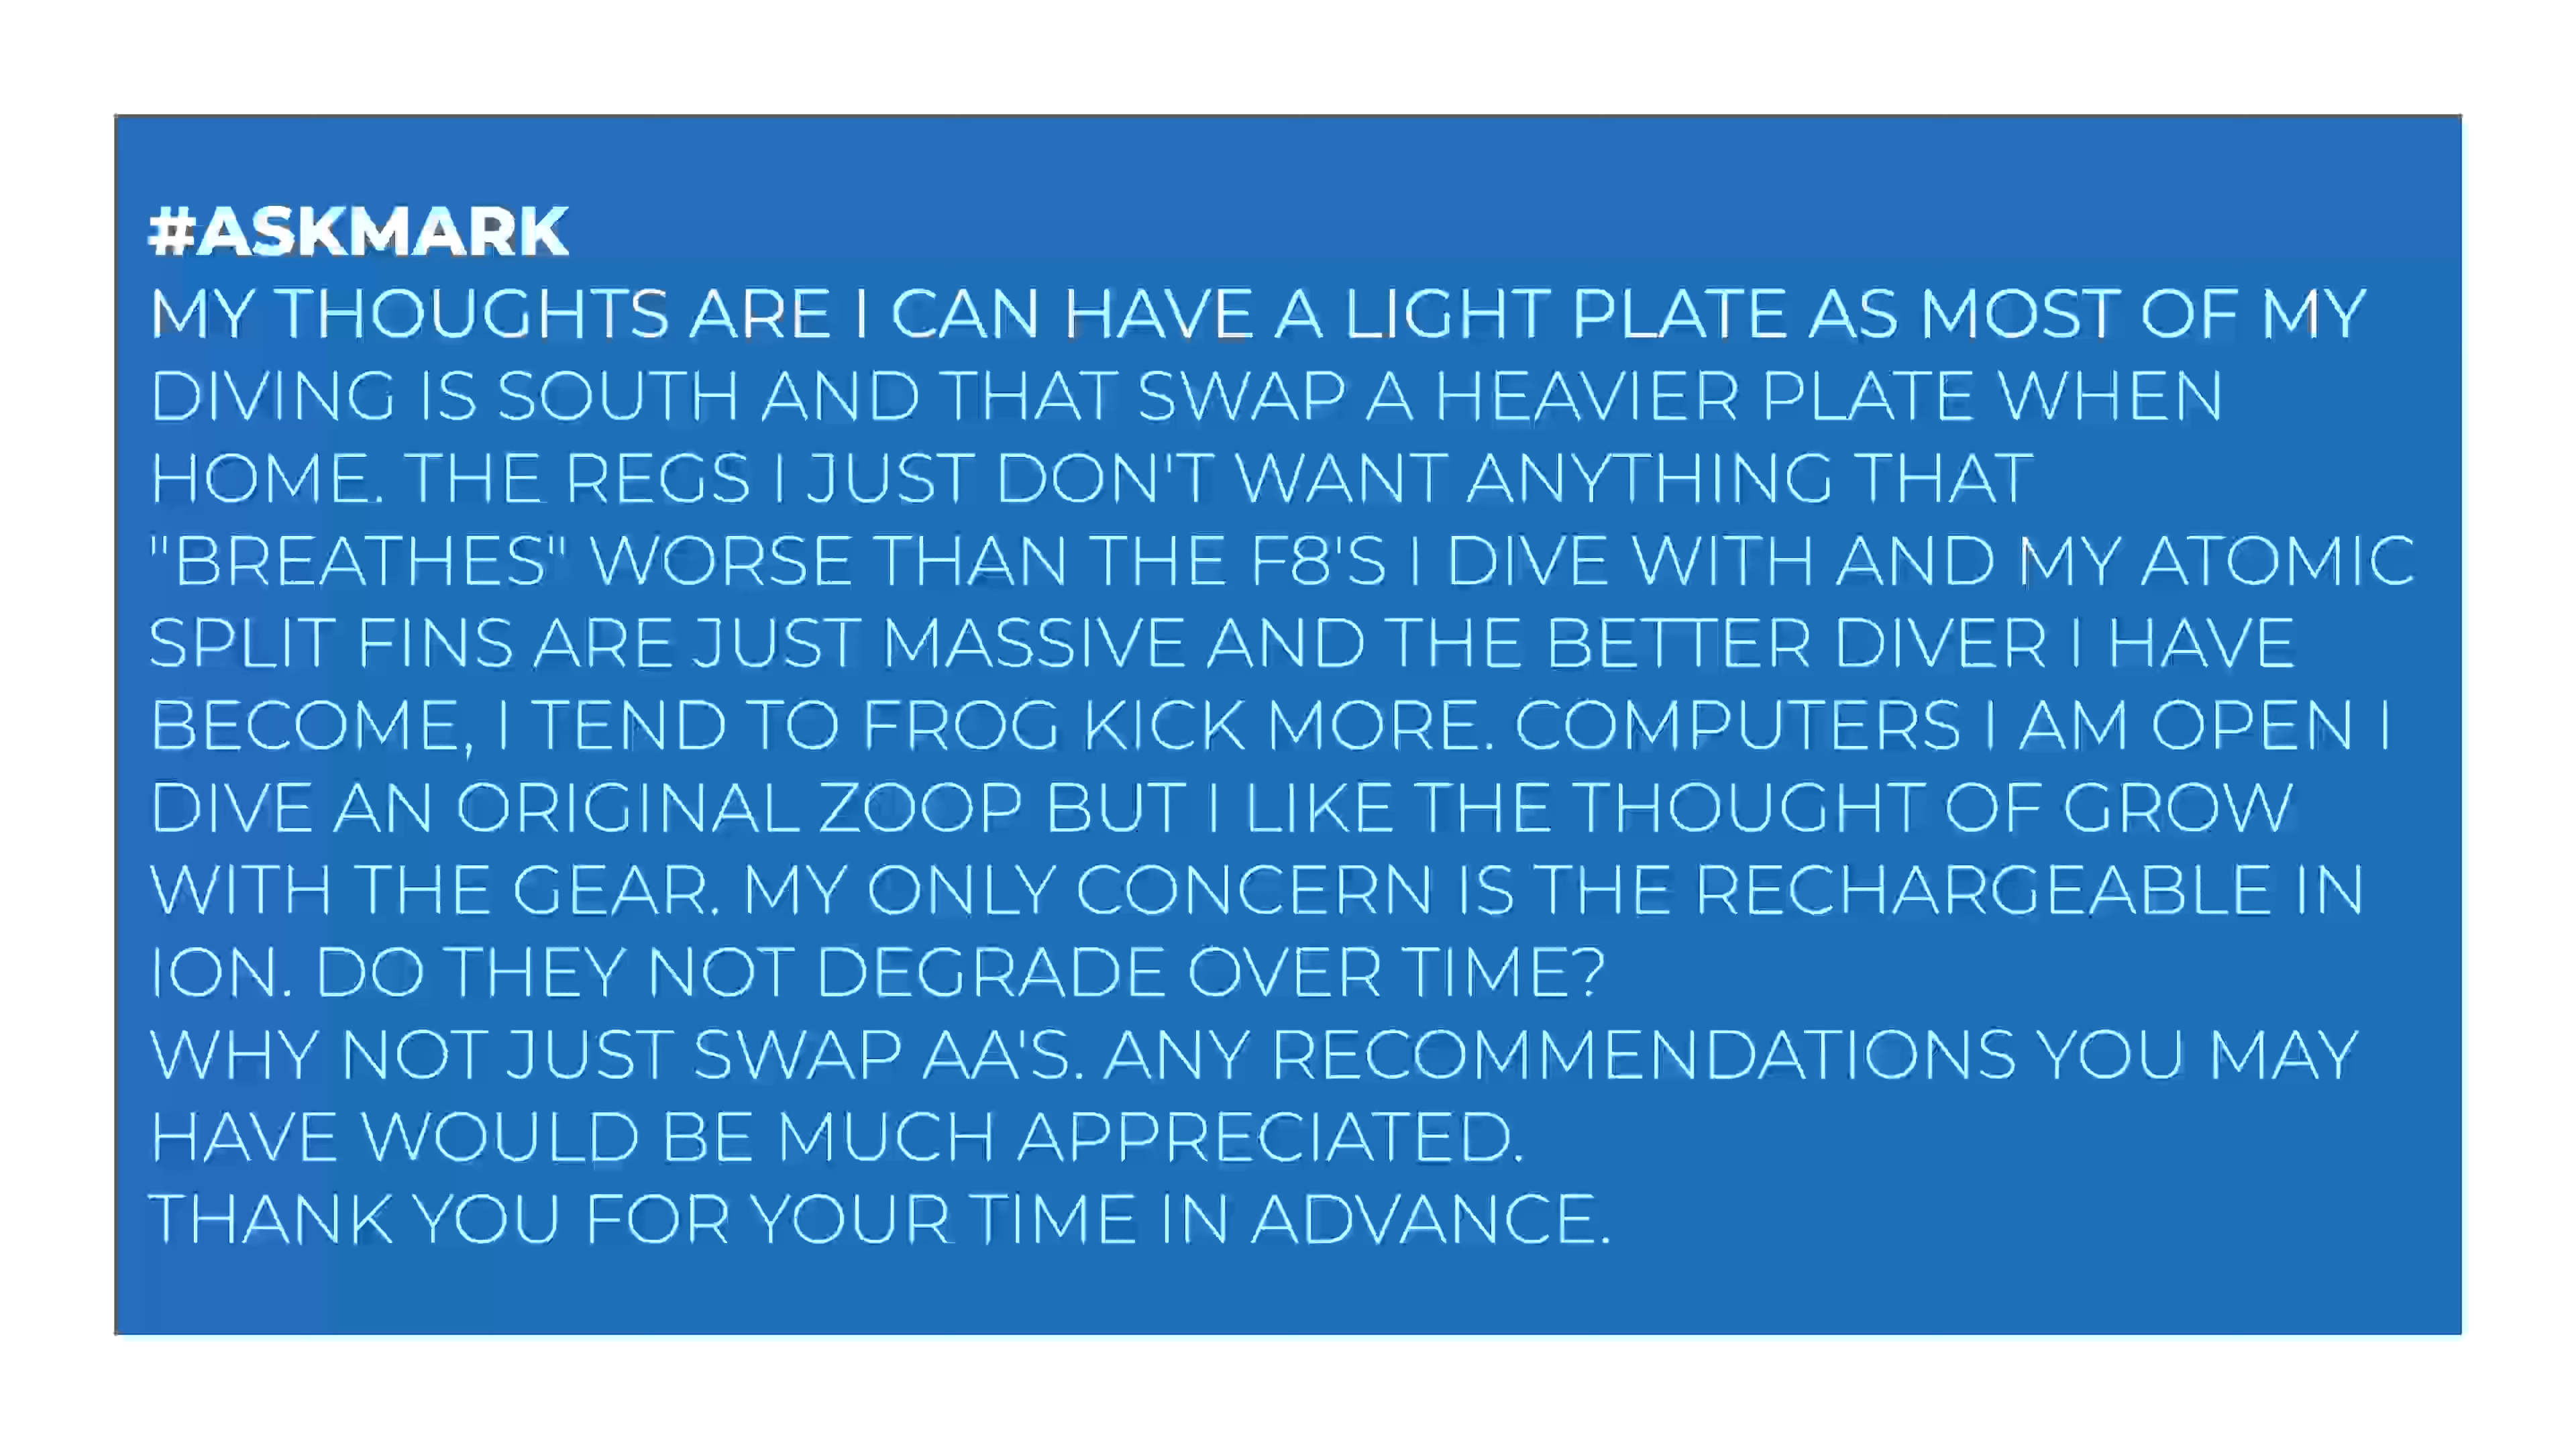 #ASKMARK
MY THOUGHTS ARE I CAN HAVE A LIGHT PLATE AS MOST OF MY
DIVING IS SOUTH AND THAT SWAP A HEAVIER PLATE WHEN
HOME. THE REGS I JUST DON'T WANT ANYTHING THAT
"BREATHES" WORSE THAN THE F8'S I DIVE WITH AND MY ATOMIC
SPLIT FINS ARE JUST MASSIVE AND THE BETTER DIVER I HAVE
BECOME, I TEND TO FROG KICK MORE. COMPUTERS I AM OPEN I
DIVE AN ORIGINAL ZOOP BUT I LIKE THE THOUGHT OF GROW
WITH THE GEAR. MY ONLY CONCERN IS THE RECHARGEABLE IN
ION. DO THEY NOT DEGRADE OVER TIME?
WHY NOT JUST SWAP AA'S. ANY RECOMMENDATIONS YOU MAY
HAVE WOULD BE MUCH APPRECIATED.
THANK YOU FOR YOUR TIME IN ADVANCE.